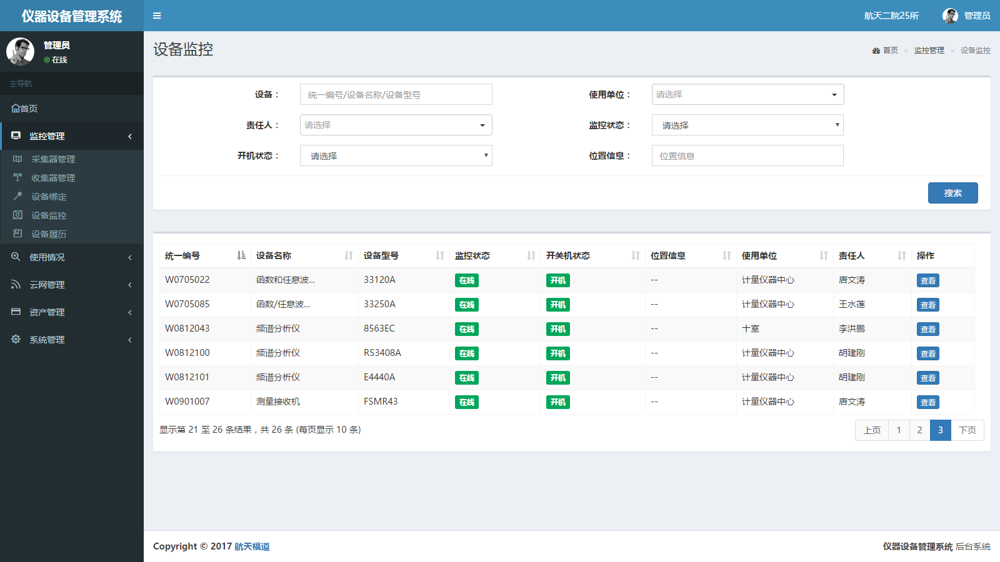 仪器设备管理系统
航天二院25所 管理员
管理员
在线
主导航
首页
监控管理
采集器管理
收集器管理
设备绑定
设备监控
设备履历
使用情况
云网管理
资产管理
系统管理
设备监控
首页 > 监控管理 > 设备监控
设备： 统一编号/设备名称/设备型号 使用单位： 请选择
责任人： 请选择 监控状态： 请选择
开机状态： 请选择 位置信息： 位置信息
搜索
统一编号 设备名称 设备型号 监控状态 开关机状态 位置信息 使用单位 责任人 操作
W0705022 函数和任意波... 33120A 在线 开机 -- 计量仪器中心 唐文涛 查看
W0705085 函数/任意波... 33250A 在线 开机 -- 计量仪器中心 王水莲 查看
W0812043 频谱分析仪 8563EC 在线 开机 -- 十室 李洪鹏 查看
W0812100 频谱分析仪 RS3408A 在线 开机 -- 计量仪器中心 胡建刚 查看
W0812101 频谱分析仪 E4440A 在线 开机 -- 计量仪器中心 胡建刚 查看
W0901007 测量接收机 FSMR43 在线 开机 -- 计量仪器中心 唐文涛 查看
显示第 21 至 26 条结果，共 26 条 (每页显示 10 条)
上页 1 2 3 下页
Copyright © 2017 航天福道
仪器设备管理系统 后台系统